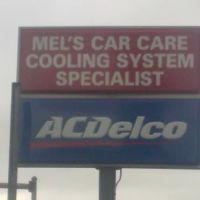 MEL'S CAR CARE
COOLING SYSTEM
SPECIALIST
ACDelco